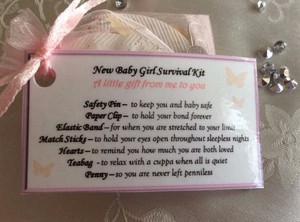 New Baby Girl Survival Kit
A little gift from me to you
Safety Pin – to keep you and baby safe
Paper Clip – to hold your bond forever
Elastic Band – for when you are stretched to your limit
Match Sticks – to hold your eyes open throughout sleepless nights
Hearts – to remind you how much you both are loved
Teabag - to relax with a cuppa when all is quiet
Penny – so you are never left penniless